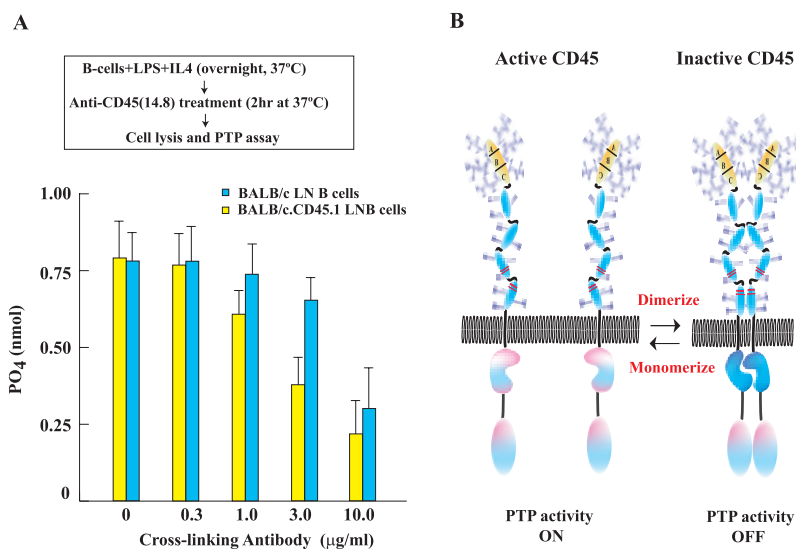 A
B-cells+LPS+IL4 (overnight, 37ºC)
Anti-CD45(14.8) treatment (2hr at 37ºC)
Cell lysis and PTP assay
1.00
0.75
0.50
0.25
0
PO4 (nmol)
BALB/c LN B cells
BALB/c.CD45.1 LNB cells
0 0.3 1.0 3.0 10.0
Cross-linking Antibody (µg/ml)
B
Active CD45
Inactive CD45
A B C
A B C
A B C
A B C
Dimerize
Monomerize
PTP activity
ON
PTP activity
OFF